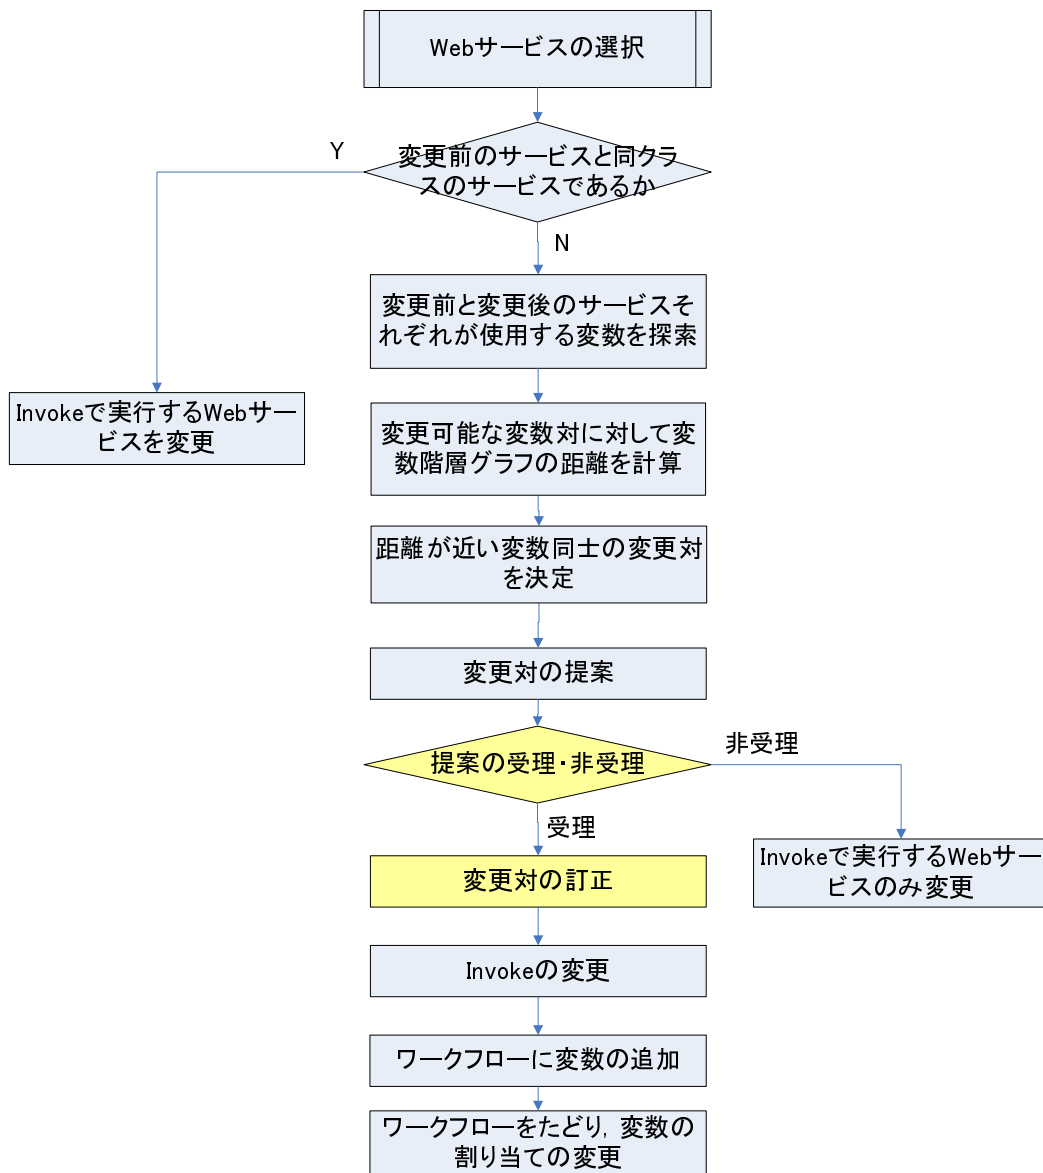 Webサービスの選択
Y
変更前のサービスと同クラ
スのサービスであるか
N
変更前と変更後のサービスそ
れぞれが使用する変数を探索
Invokeで実行するWebサー
ビスを変更
変更可能な変数対に対して変
数階層グラフの距離を計算
距離が近い変数同士の変更対
を決定
変更対の提案
提案の受理・非受理
非受理
受理
Invokeで実行するWebサー
ビスのみ変更
変更対の訂正
Invokeの変更
ワークフローに変数の追加
ワークフローをたどり, 変数の
割り当ての変更